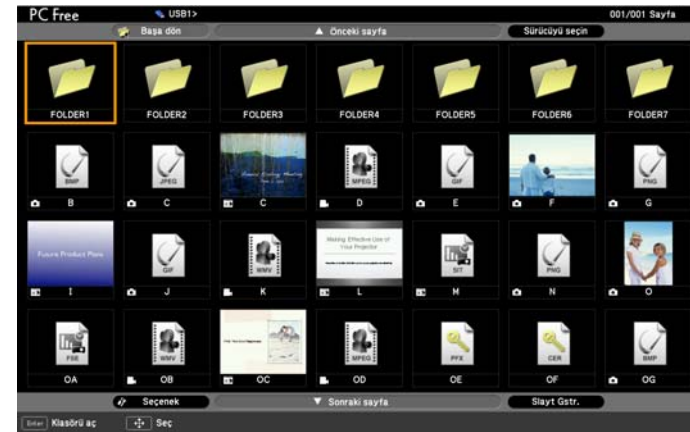 PC Free USB1> 001/001 Sayfa
Başa dön ▲ Önceki sayfa Sürücüyü seçin
FOLDER1 FOLDER2 FOLDER3 FOLDER4 FOLDER5 FOLDER6 FOLDER7
BMP JPEG MPEG GIF PNG
B C C D E F G
Future Product Plans GIF WMV Making Effective Use of Your Projector SIT PNG
I J K L M N O
FSE WMV MPEG PFX CER BMP
OA OB OC OD OE OF OG
Seçenek ▼ Sonraki sayfa Slayt Gstr.
Enter Klasörü aç Seç